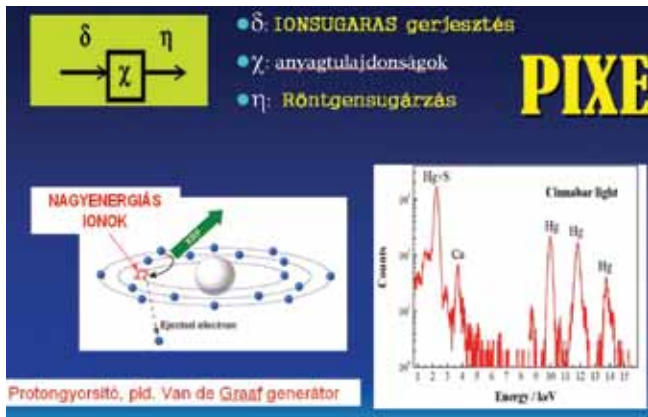 δ η
χ
δ: IONSUGARAS gerjesztés
χ: anyagtulajdonságok
η: Röntgensugárzás
PIXE
NAGYENERGIÁS
IONOK
XRF
Ejected electron
Hg+S
Cinnabar light
Ca
Hg
Hg
Hg
Counts
1 2 3 4 5 6 7 8 9 10 11 12 13 14 15
Energy / keV
Protongyorsító, pld. Van de Graaf generátor